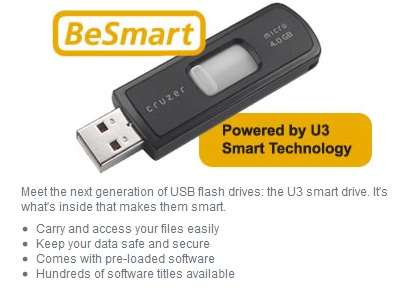 BeSmart
cruzer
micro
4.0GB
Powered by U3
Smart Technology
Meet the next generation of USB flash drives: the U3 smart drive. It's
what's inside that makes them smart.
Carry and access your files easily
Keep your data safe and secure
Comes with pre-loaded software
Hundreds of software titles available